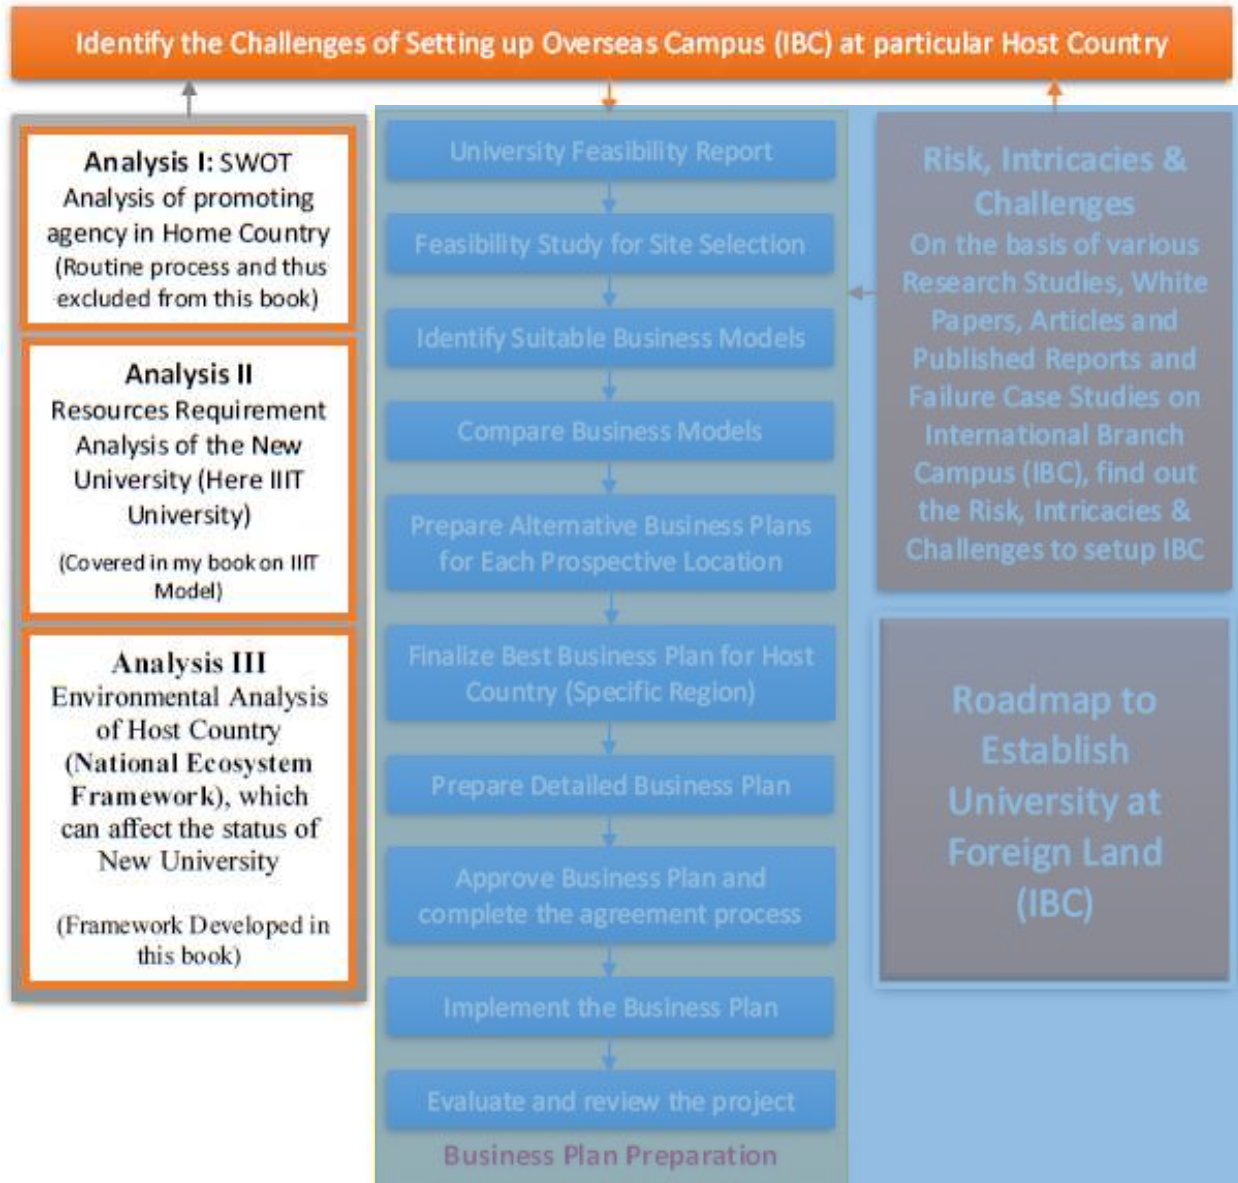 Identify the Challenges of Setting up Overseas Campus (IBC) at particular Host Country
Analysis I: SWOT
Analysis of promoting
agency in Home Country
(Routine process and thus
excluded from this book)
Analysis II
Resources Requirement
Analysis of the New
University (Here IIIT
University)
(Covered in my book on IIIT
Model)
Analysis III
Environmental Analysis
of Host Country
(National Ecosystem
Framework), which
can affect the status of
New University
(Framework Developed in
this book)
University Feasibility Report
Feasibility Study for Site Selection
Identify Suitable Business Models
Compare Business Models
Prepare Alternative Business Plans
for Each Prospective Location
Finalize Best Business Plan for Host
Country (Specific Region)
Prepare Detailed Business Plan
Approve Business Plan and
complete the agreement process
Implement the Business Plan
Evaluate and review the project
Business Plan Preparation
Risk, Intricacies &
Challenges
On the basis of various
Research Studies, White
Papers, Articles and
Published Reports and
Failure Case Studies on
International Branch
Campus (IBC), find out
the Risk, Intricacies &
Challenges to setup IBC
Roadmap to
Establish
University at
Foreign Land
(IBC)